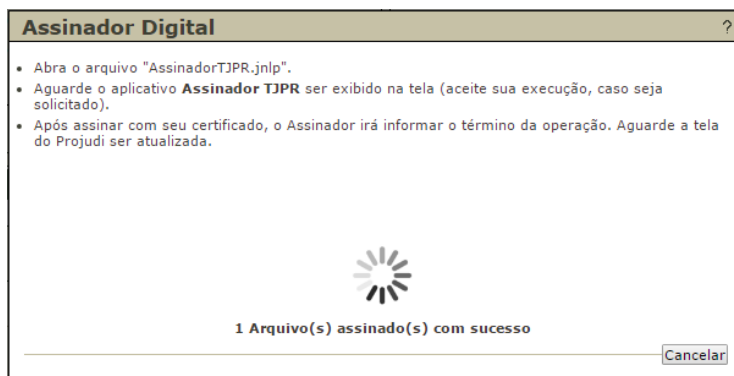 Assinador Digital ?
• Abra o arquivo "AssinadorTJPR.jnlp".
• Aguarde o aplicativo Assinador TJPR ser exibido na tela (aceite sua execução, caso seja
solicitado).
• Após assinar com seu certificado, o Assinador irá informar o término da operação. Aguarde a tela
do Projudi ser atualizada.
1 Arquivo(s) assinado(s) com sucesso
Cancelar